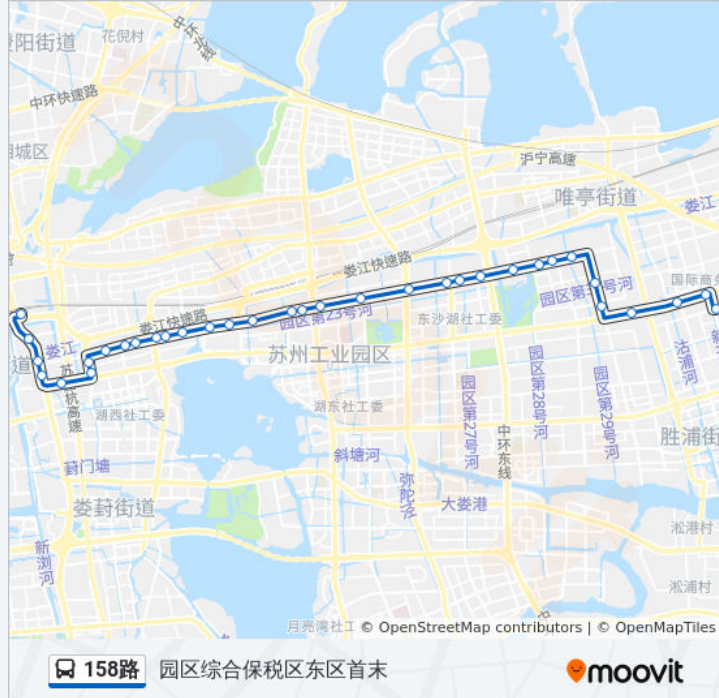 阳街道
花倪村
中环北线
中环快速路
相城区
沪宁高速
唯亭街道
娄江
娄江快速路
国际商务
园区第
号河
娄江快速路
园区第23号河
东沙湖社工委
娄江
苏州工业园区
道
苏
杭高速
湖西社工委
湖东社工委
园区第27号河
园区第28号河
园区第29号河
沽浦河
胜浦街
中环东线
斜塘河
葑门塘
弥陀泾
大娄港
娄葑街道
凇港村
新浏河
凇浦村
月亮湾社工
© OpenStreetMap contributors | © OpenMapTiles
158路 园区综合保税区东区首末
moovit